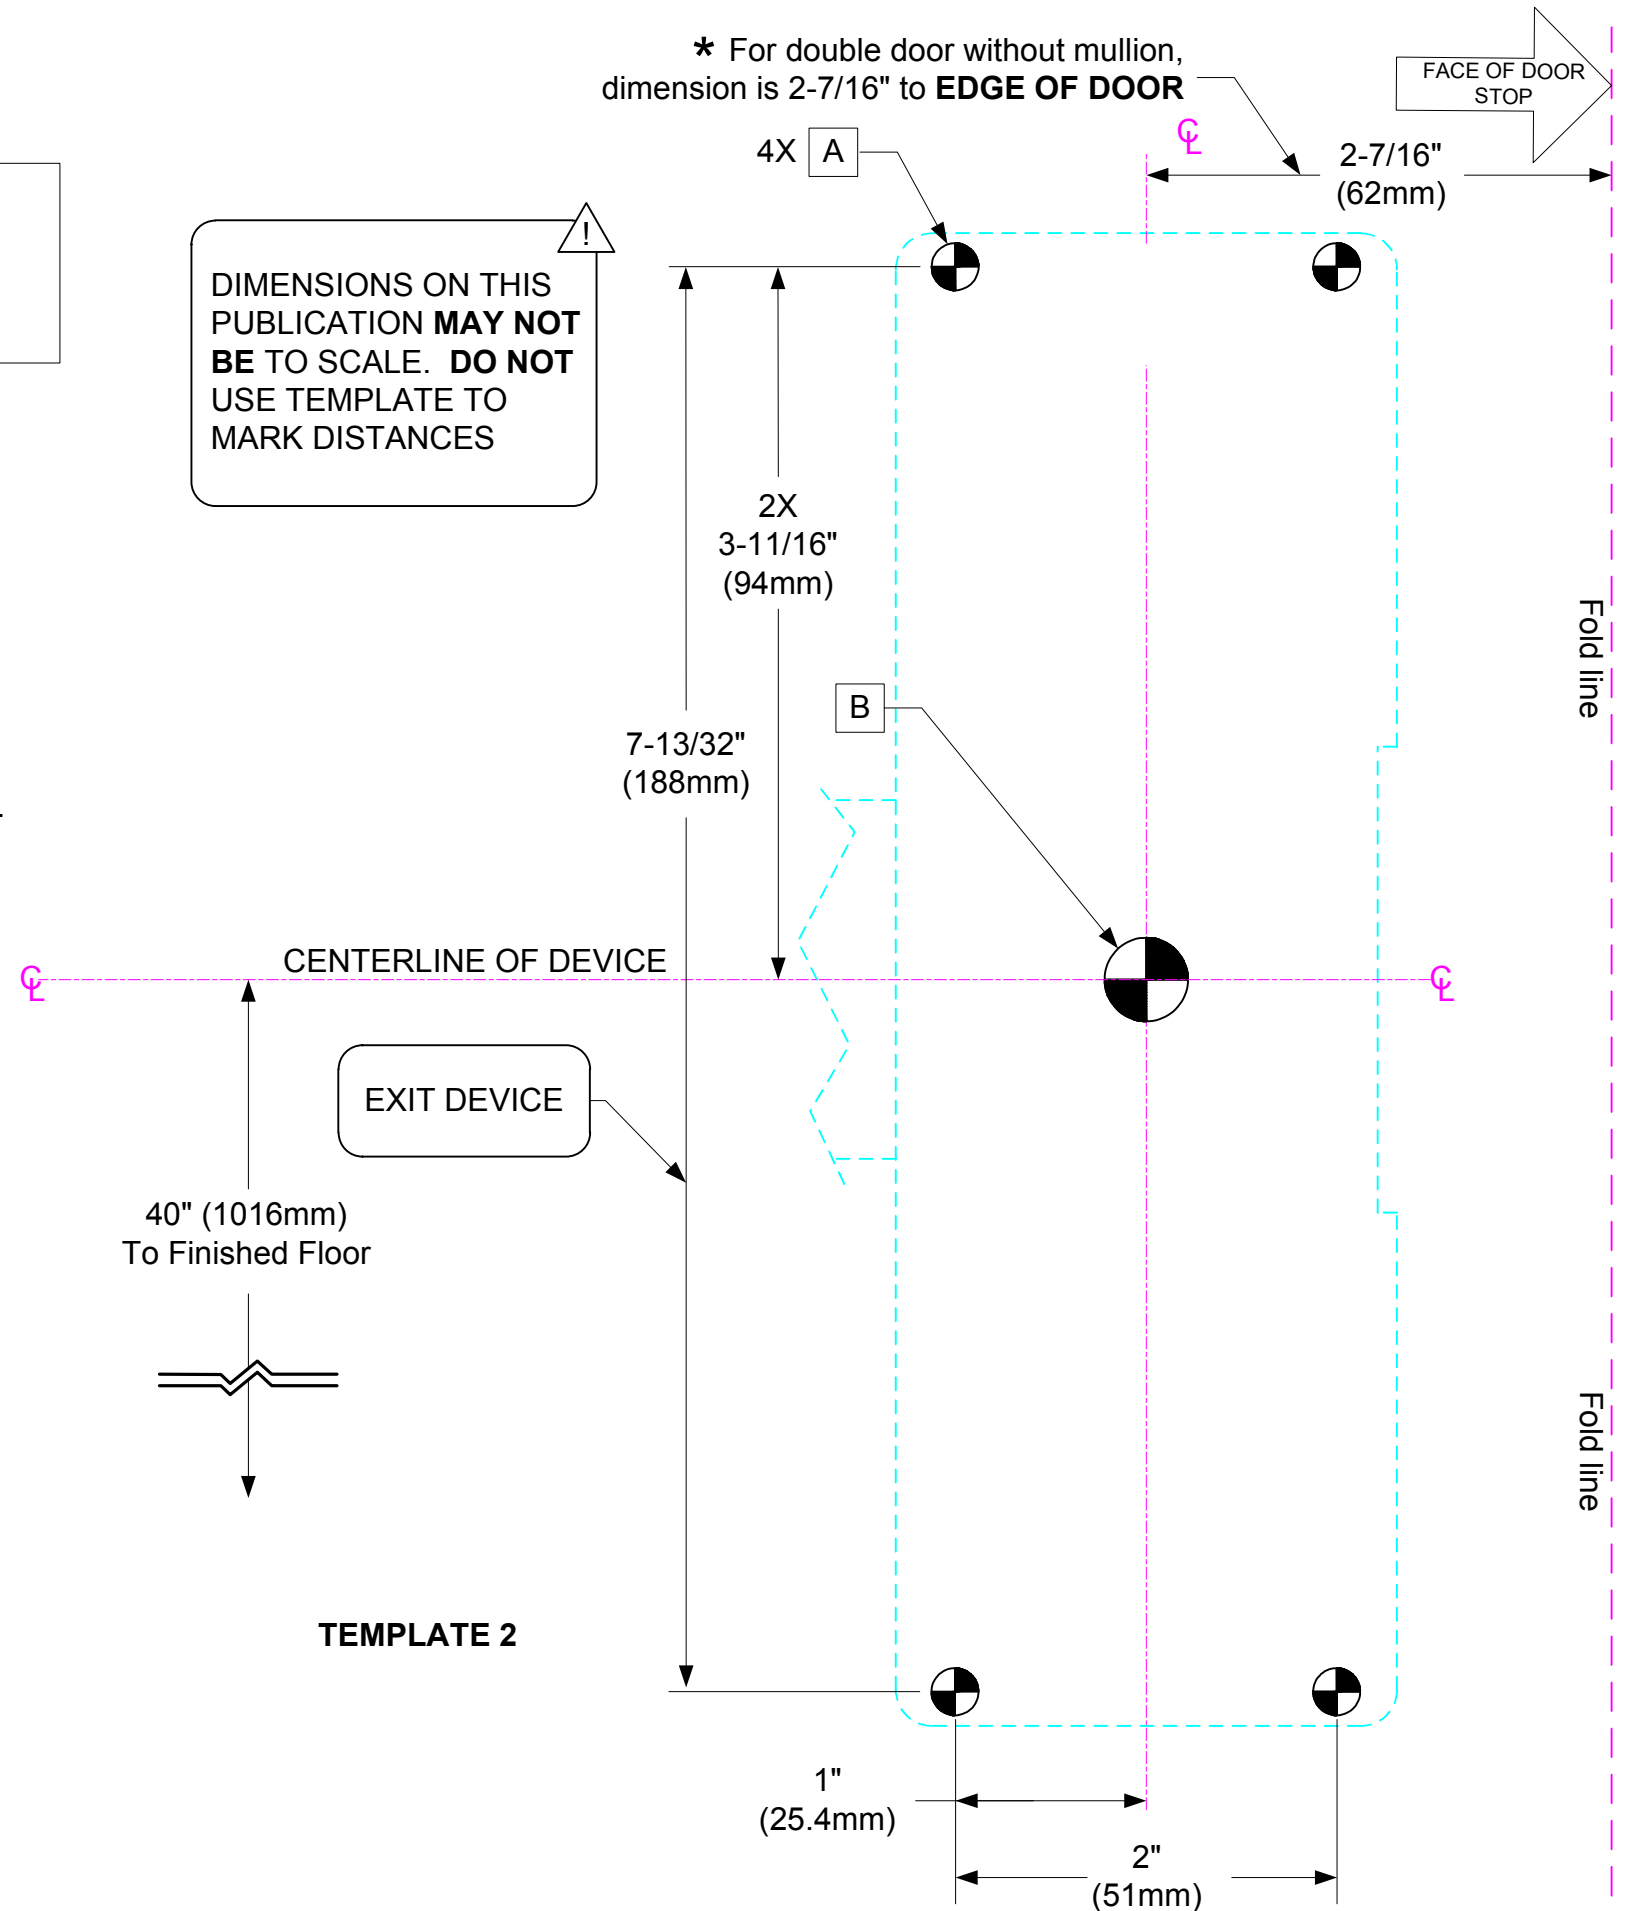 * For double door without mullion,
dimension is 2-7/16" to EDGE OF DOOR
FACE OF DOOR
STOP
℄
4X A
2-7/16"
(62mm)
!
DIMENSIONS ON THIS
PUBLICATION MAY NOT
BE TO SCALE.  DO NOT
USE TEMPLATE TO
MARK DISTANCES
2X
3-11/16"
(94mm)
Fold line
B
7-13/32"
(188mm)
CENTERLINE OF DEVICE
℄
℄
EXIT DEVICE
40" (1016mm)
To Finished Floor
Fold line
TEMPLATE 2
1"
(25.4mm)
2"
(51mm)